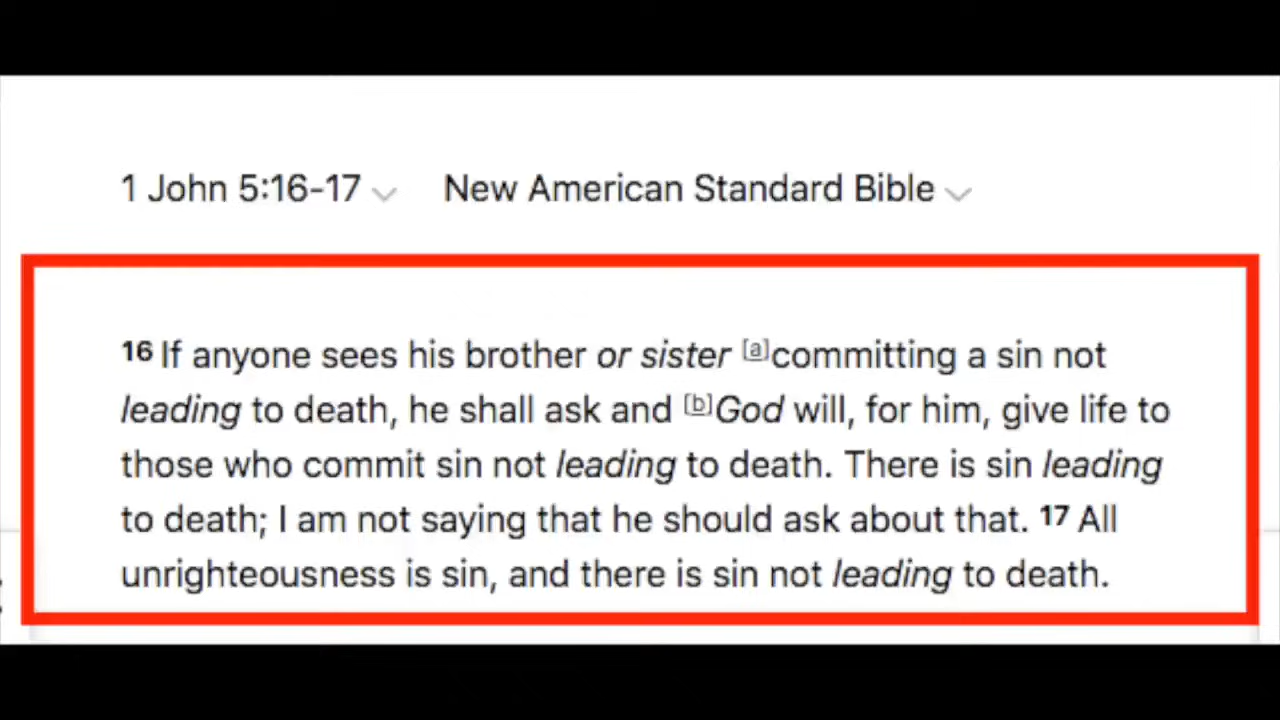 1 John 5:16-17 New American Standard Bible
16 If anyone sees his brother or sister [a]committing a sin not
leading to death, he shall ask and [b]God will, for him, give life to
those who commit sin not leading to death. There is sin leading
to death; I am not saying that he should ask about that. 17 All
unrighteousness is sin, and there is sin not leading to death.